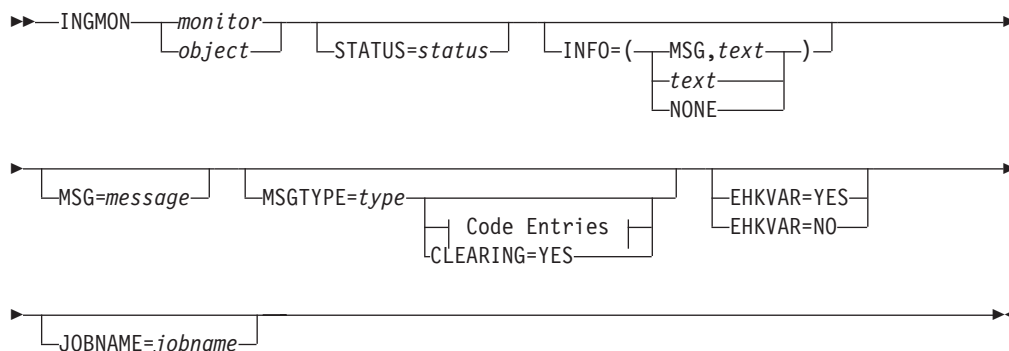 INGMON monitor
object
STATUS=status
INFO=( MSG,text )
text
NONE
MSG=message
MSGTYPE=type
Code Entries
CLEARING=YES
EHKVAR=YES
EHKVAR=NO
JOBNAME=jobname